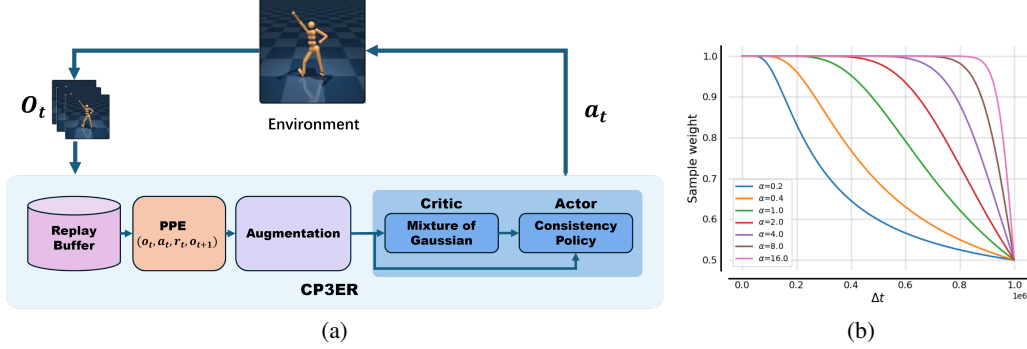 O_t
Environment
a_t
Replay
Buffer
PPE
(o_t, a_t, r_t, o_{t+1})
Augmentation
Critic
Mixture of
Gaussian
Actor
Consistency
Policy
CP3ER
(a)
Sample weight
1.0
0.9
0.8
0.7
0.6
0.5
α=0.2
α=0.4
α=1.0
α=2.0
α=4.0
α=8.0
α=16.0
0.0 0.2 0.4 0.6 0.8 1.0
1e6
Δt
(b)